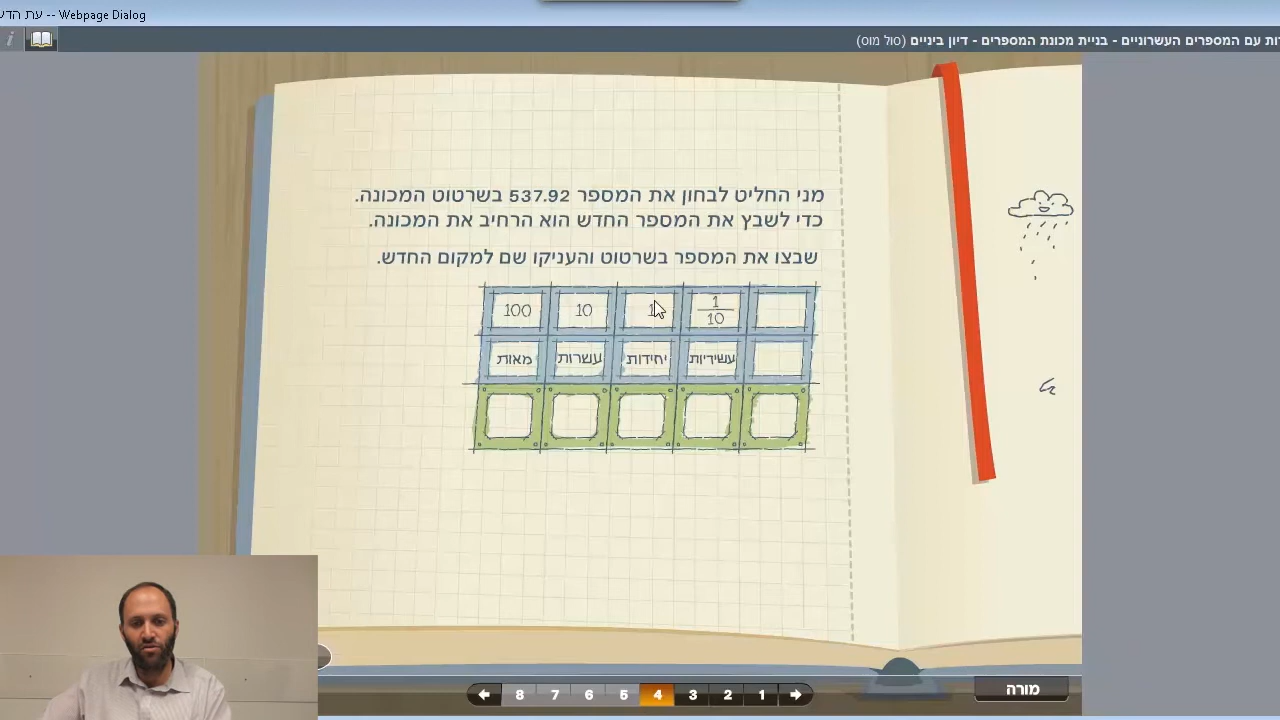 עת הדע -- Webpage Dialog
ות עם המספרים העשרוניים - בניית מכונת המספרים - דיון ביניים (סול מוס)
i
מני החליט לבחון את המספר 537.92 בשרטוט המכונה.
כדי לשבץ את המספר החדש הוא הרחיב את המכונה.
שבצו את המספר בשרטוט והעניקו שם למקום החדש.
100 10 1 1/10
מאות עשרות יחידות עשיריות
8 7 6 5 4 3 2 1
מורה